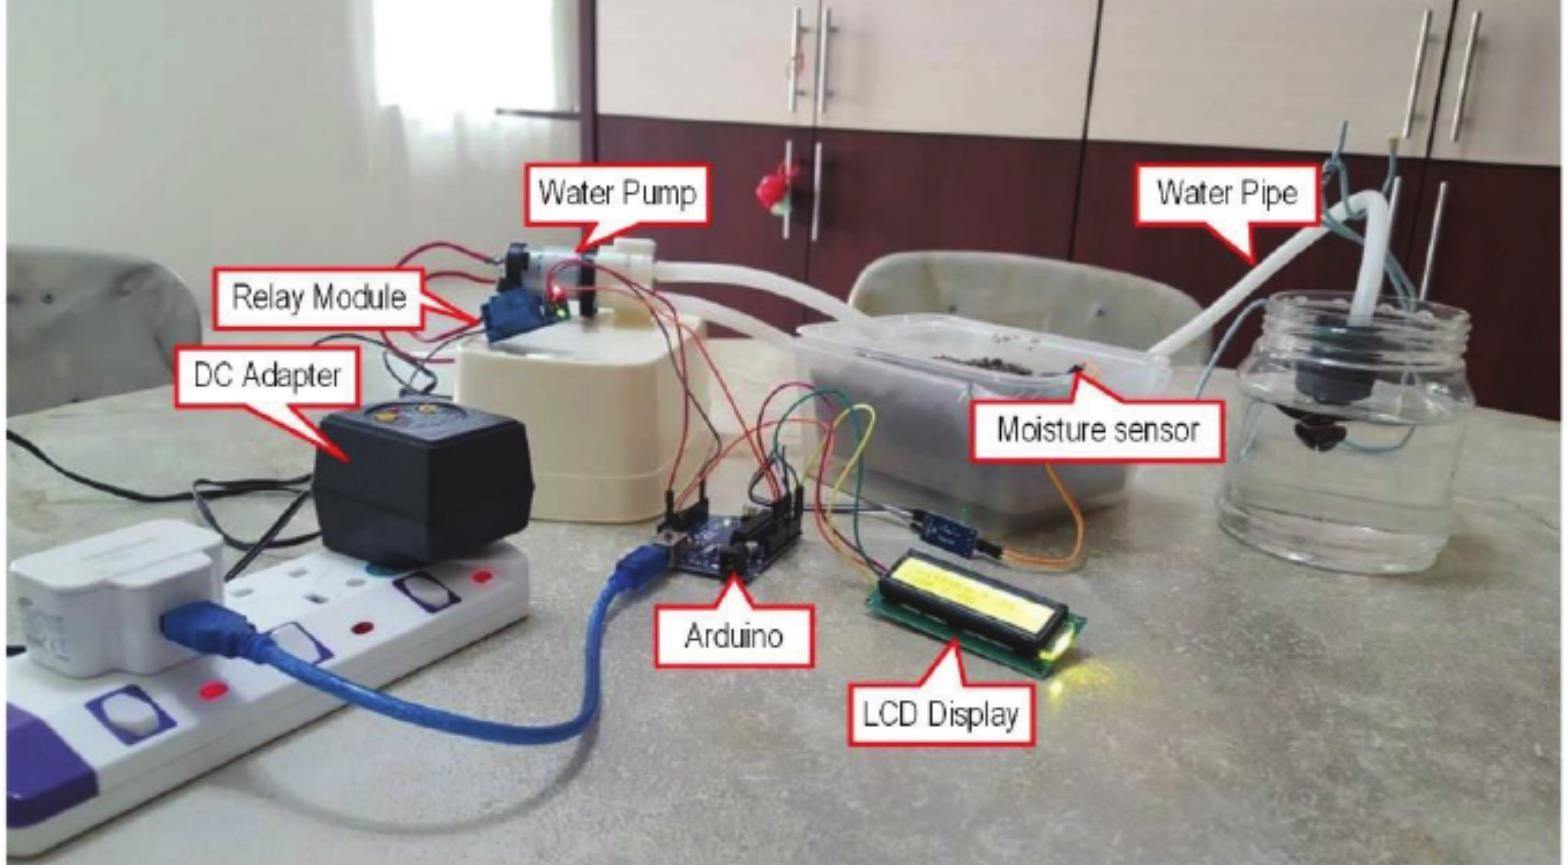 Water Pump
Water Pipe
Relay Module
DC Adapter
Moisture sensor
Arduino
LCD Display